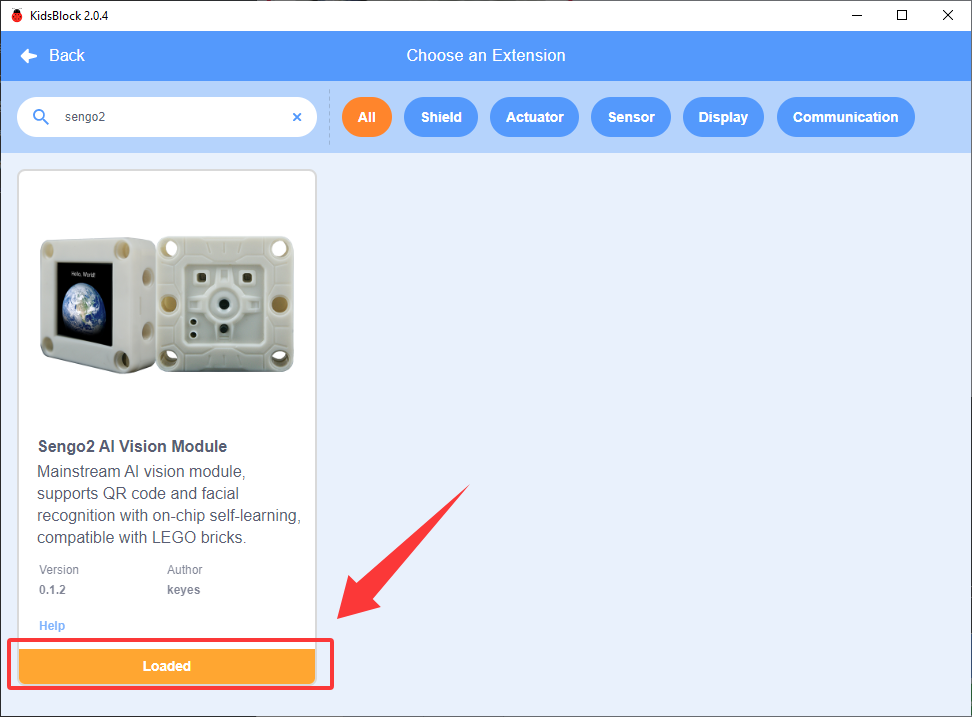 KidsBlock 2.0.4
Back
Choose an Extension
sengo2
All
Shield
Actuator
Sensor
Display
Communication
Hello, World!
Sengo2 AI Vision Module
Mainstream AI vision module,
supports QR code and facial
recognition with on-chip self-learning,
compatible with LEGO bricks.
Version
Author
0.1.2
keyes
Help
Loaded